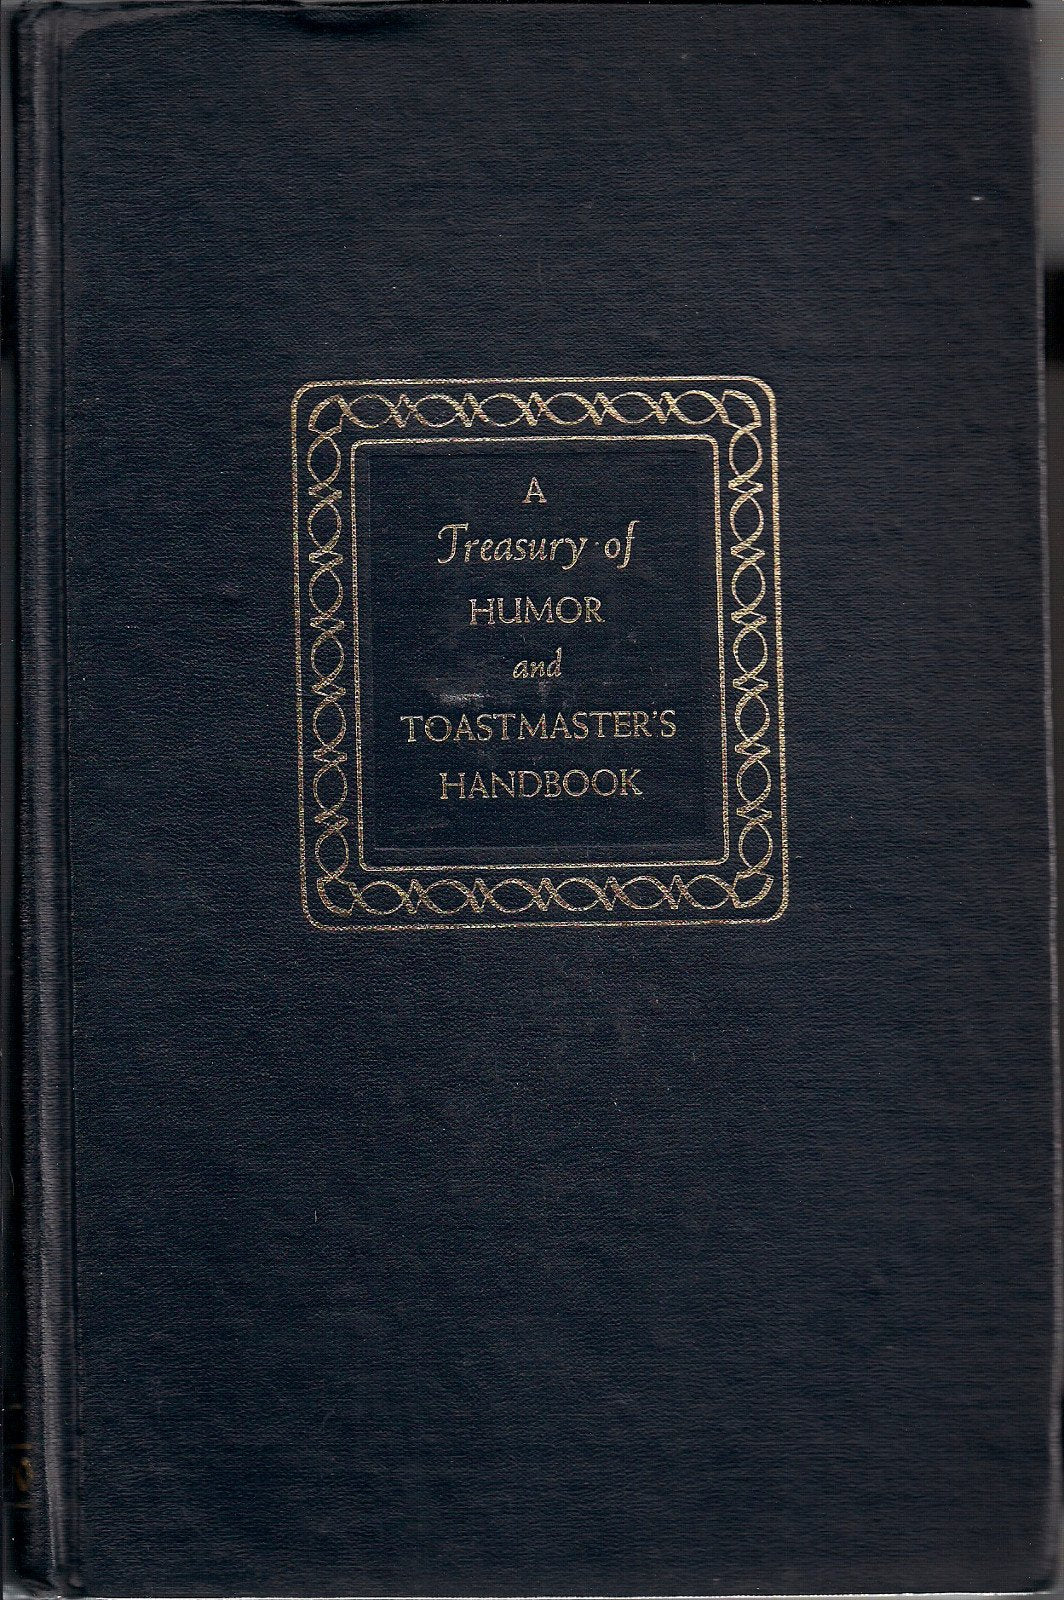 A
Treasury of
HUMOR
and
TOASTMASTER'S
HANDBOOK